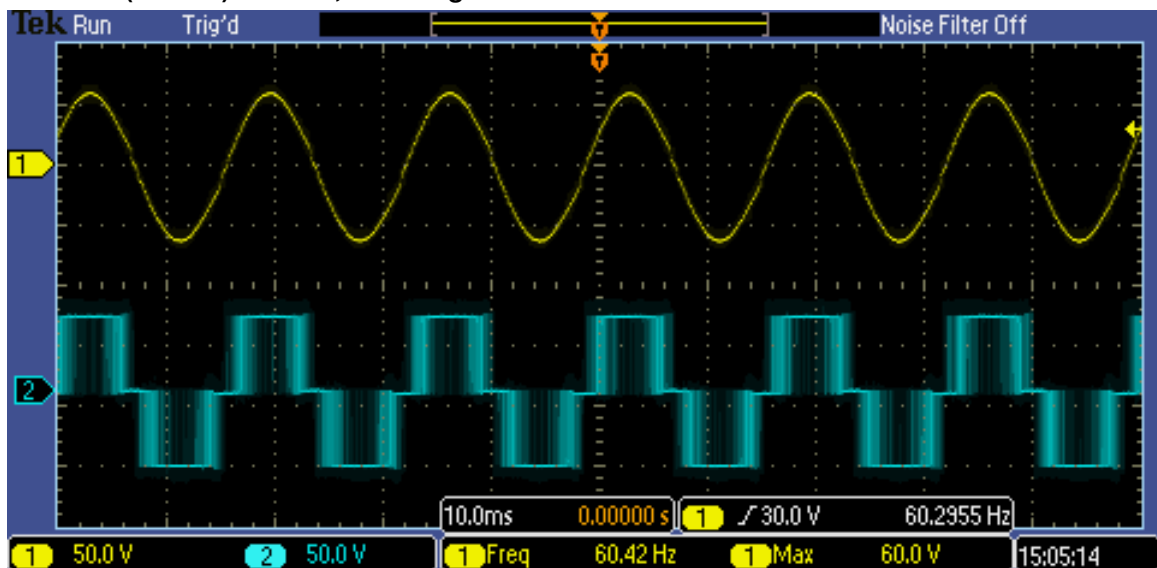 Tek Run Trig'd Noise Filter Off
T
T
1
2
10.0ms 0.00000 s 1 30.0 V 60.2955 Hz
1 50.0 V 2 50.0 V 1 Freq 60.42 Hz 1 Max 60.0 V 15:05:14